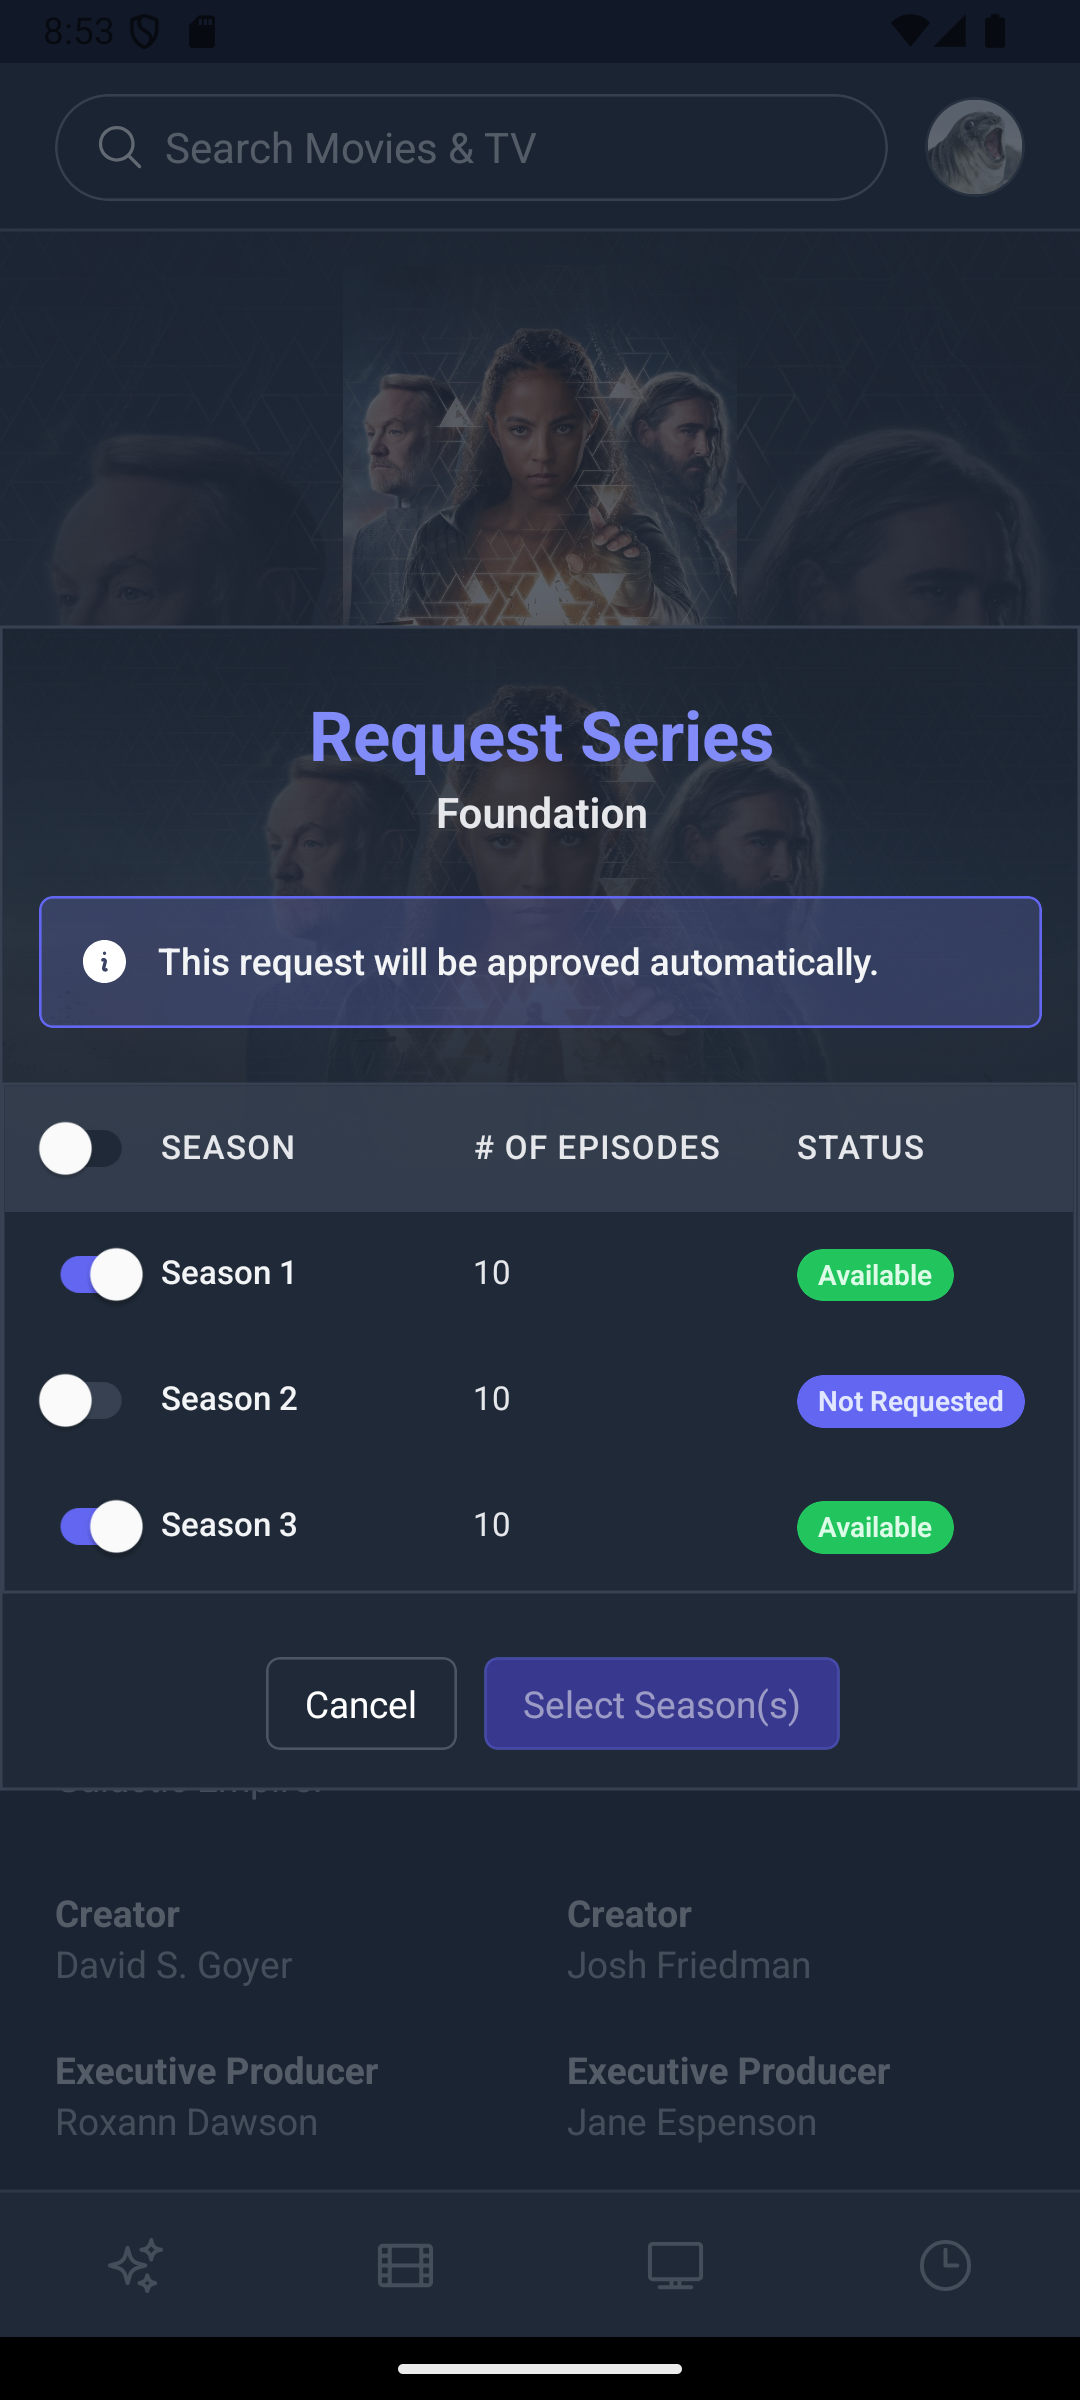 8:53
Search Movies & TV
Request Series
Foundation
This request will be approved automatically.
SEASON # OF EPISODES STATUS
Season 1 10 Available
Season 2 10 Not Requested
Season 3 10 Available
Cancel Select Season(s)
Creator Creator
David S. Goyer Josh Friedman
Executive Producer Executive Producer
Roxann Dawson Jane Espenson